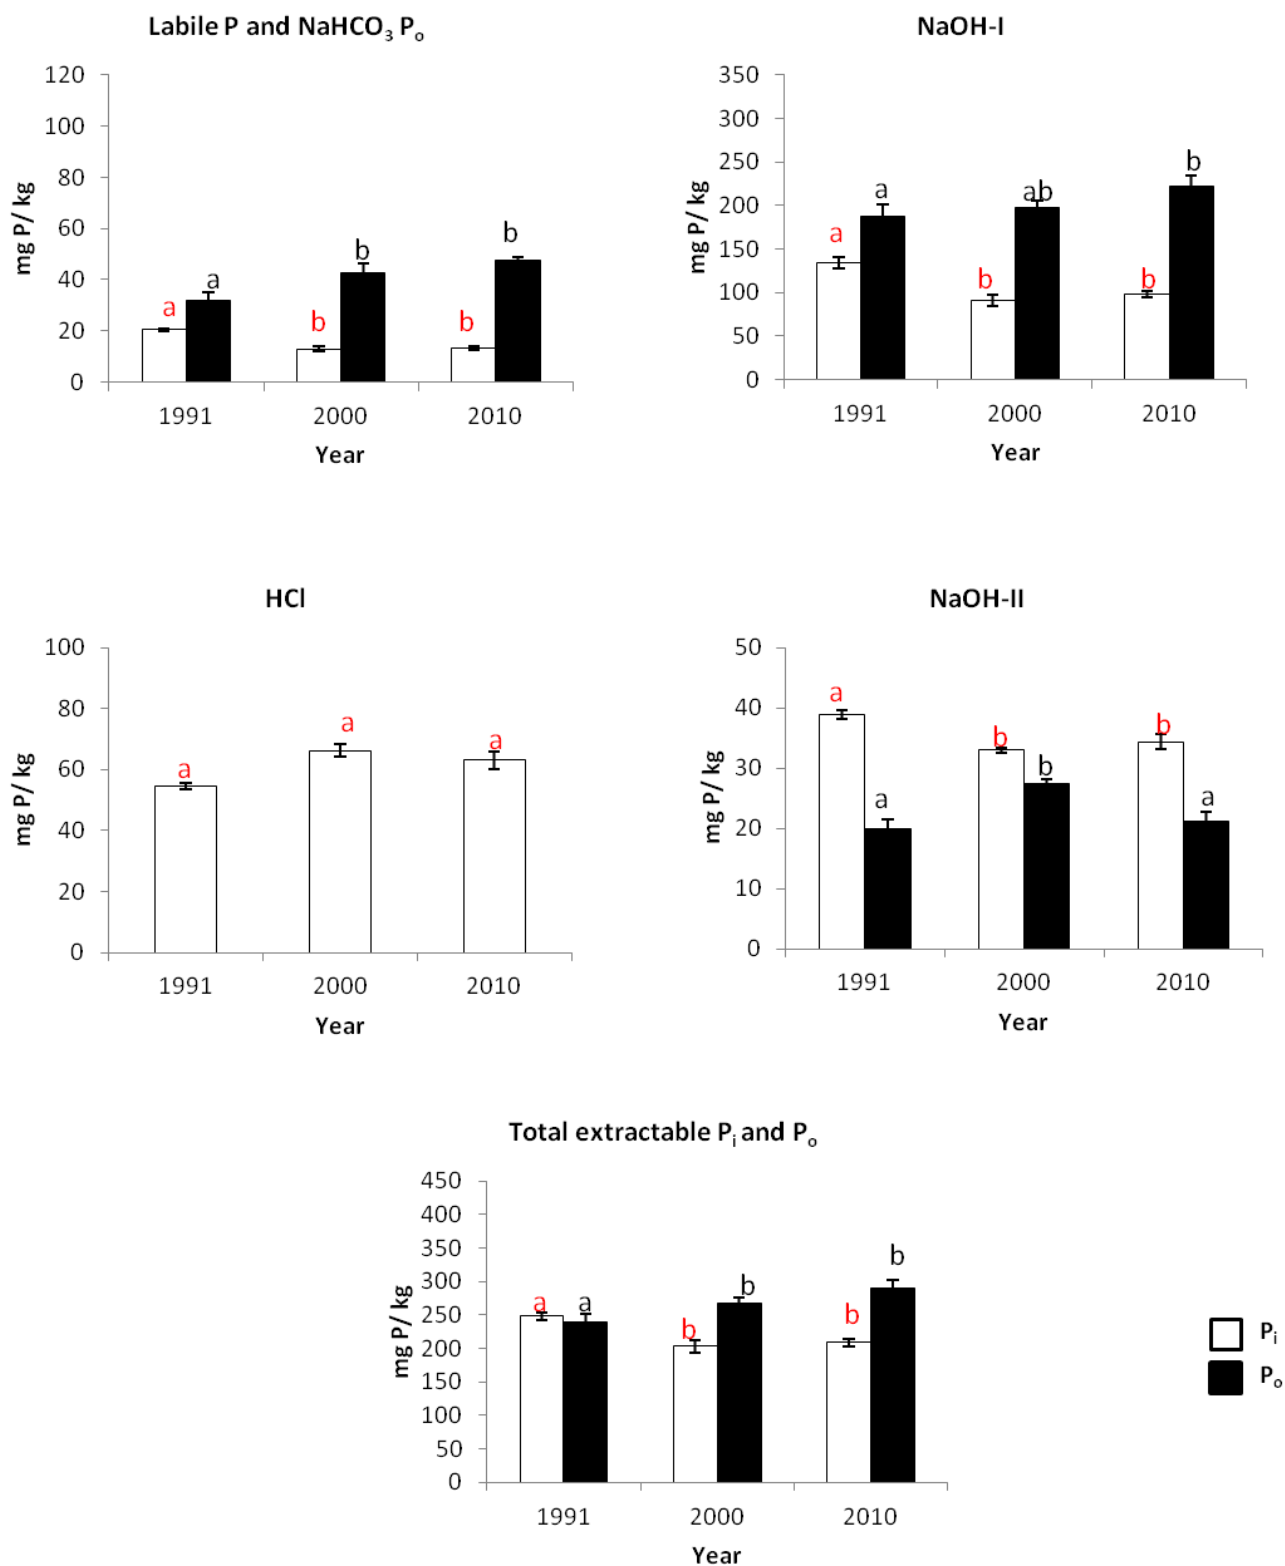 Labile P and NaHCO₃ Pₒ
120
100
80
60
40
20
0
mg P/ kg
a
a
b
b
b
b
1991
2000
2010
Year
NaOH-I
350
300
250
200
150
100
50
0
mg P/ kg
a
a
b
ab
b
b
1991
2000
2010
Year
HCl
100
80
60
40
20
0
mg P/ kg
a
a
a
1991
2000
2010
Year
NaOH-II
50
40
30
20
10
0
mg P/ kg
a
a
b
b
b
a
1991
2000
2010
Year
Total extractable Pᵢ and Pₒ
450
400
350
300
250
200
150
100
50
0
mg P/ kg
a
a
b
b
b
b
1991
2000
2010
Year
Pᵢ
Pₒ